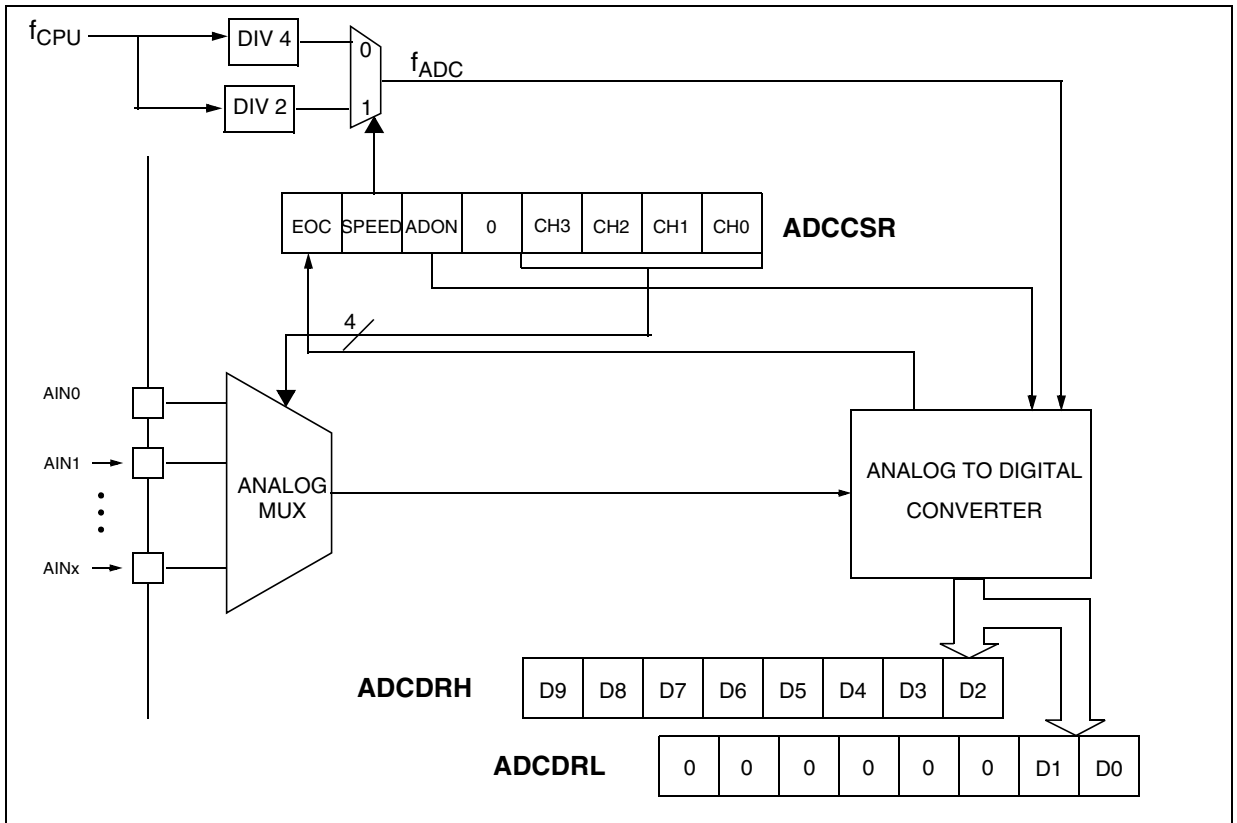 fCPU
DIV 4
0
fADC
DIV 2
1
EOC SPEED ADON 0 CH3 CH2 CH1 CH0 ADCCSR
4
AIN0
AIN1
AINx
ANALOG
MUX
ANALOG TO DIGITAL
CONVERTER
ADCDRH D9 D8 D7 D6 D5 D4 D3 D2
ADCDRL 0 0 0 0 0 0 D1 D0